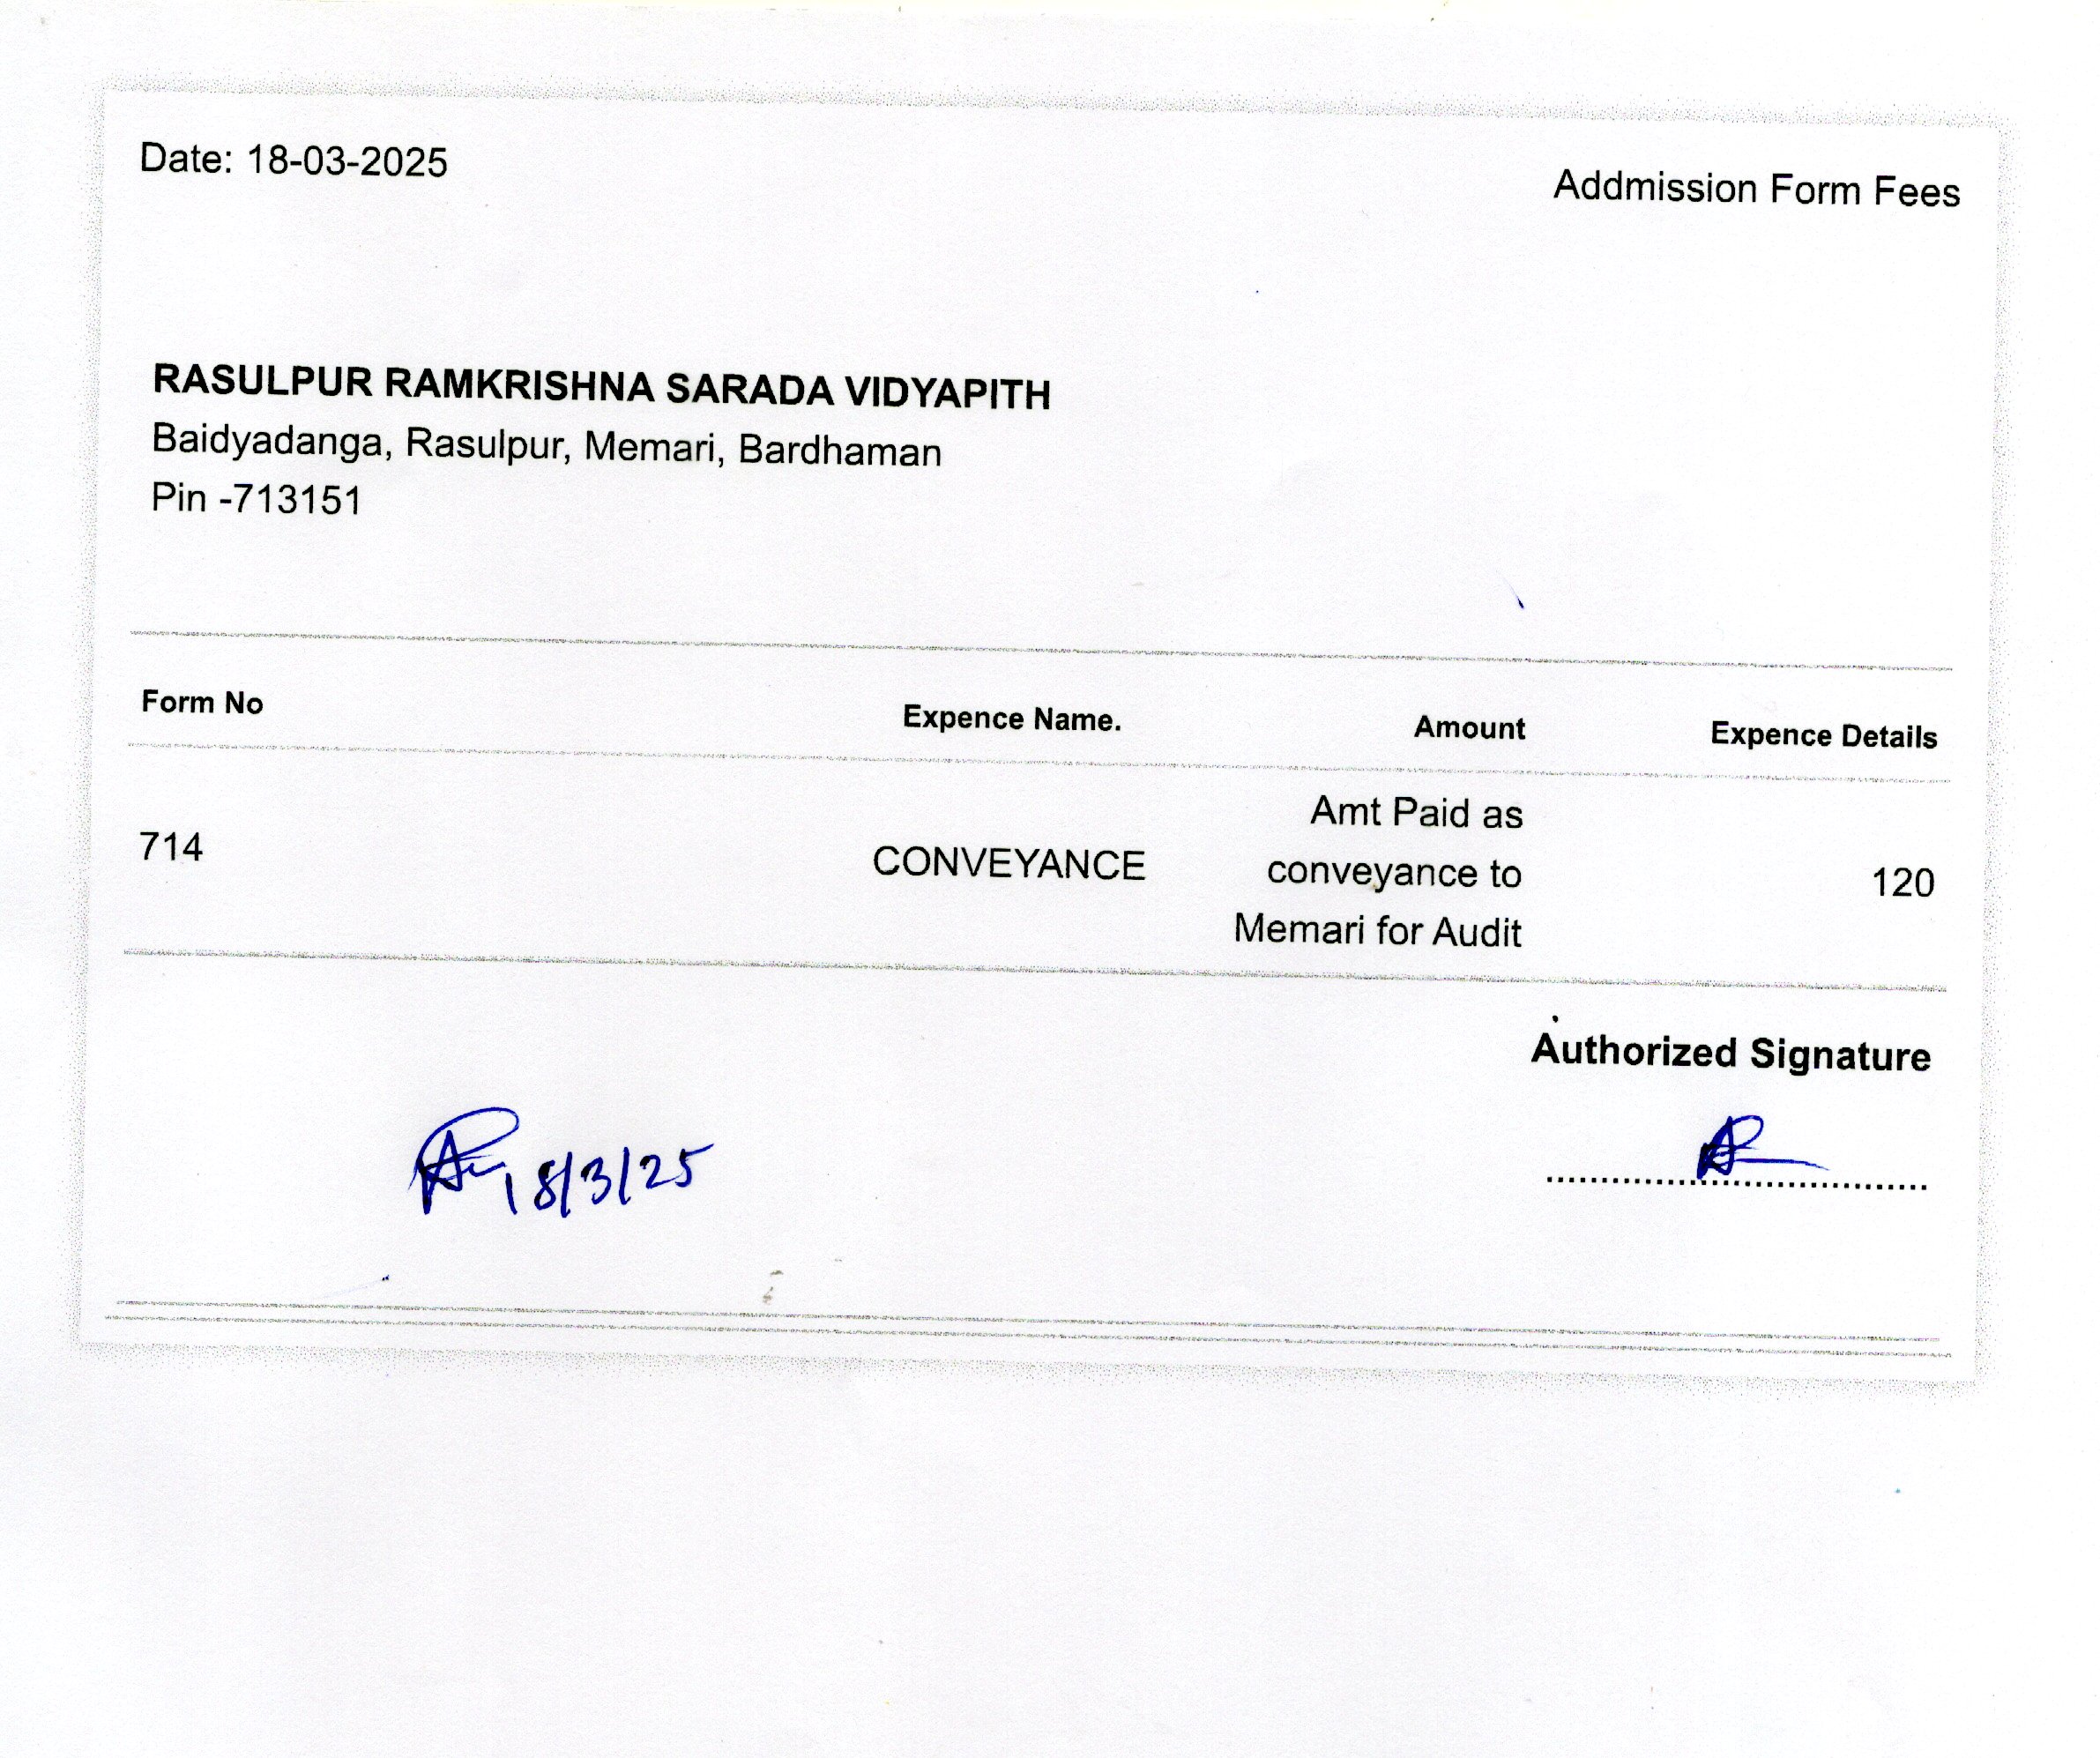 Date: 18-03-2025
Addmission Form Fees
RASULPUR RAMKRISHNA SARADA VIDYAPITH
Baidyadanga, Rasulpur, Memari, Bardhaman
Pin -713151
Form No Expence Name. Amount Expence Details
714 CONVEYANCE Amt Paid as
conveyance to
Memari for Audit 120
Authorized Signature
18/3/25